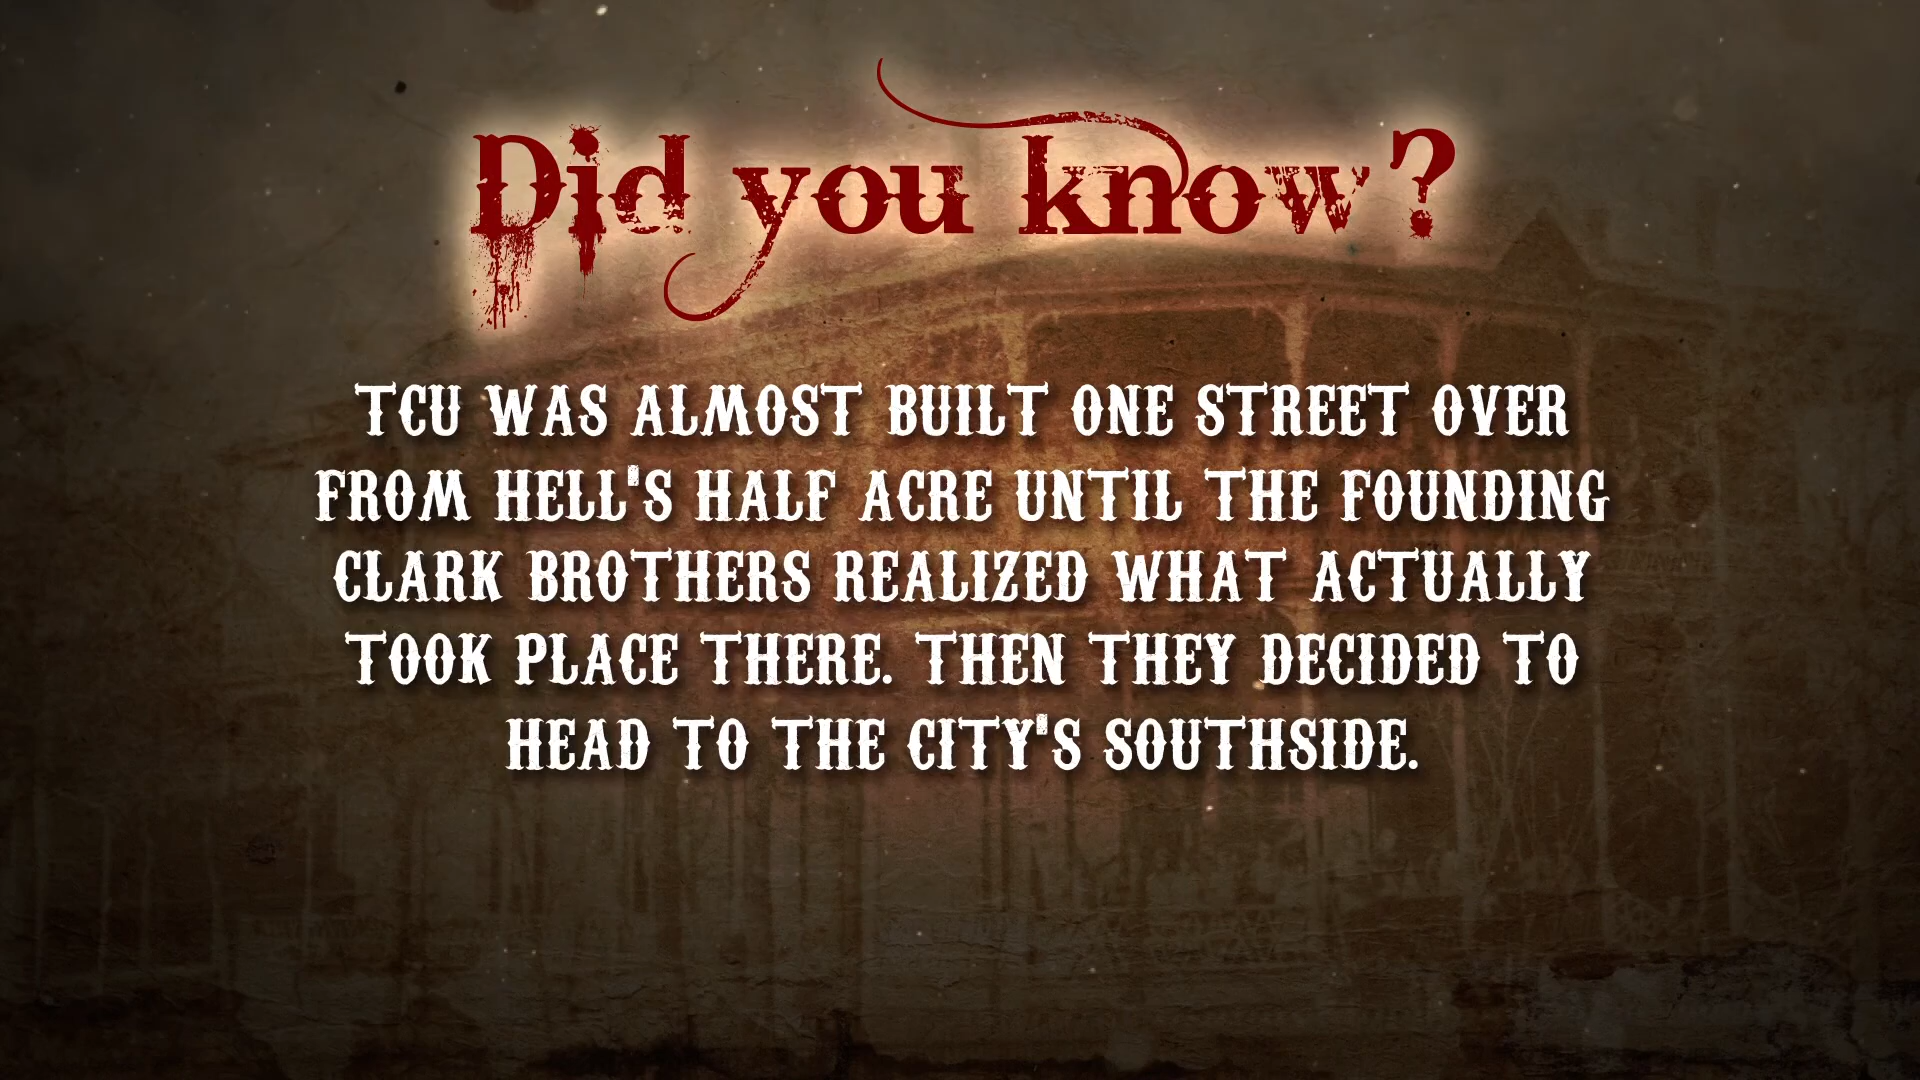 Did you know?
TCU WAS ALMOST BUILT ONE STREET OVER
FROM HELL'S HALF ACRE UNTIL THE FOUNDING
CLARK BROTHERS REALIZED WHAT ACTUALLY
TOOK PLACE THERE. THEN THEY DECIDED TO
HEAD TO THE CITY'S SOUTHSIDE.